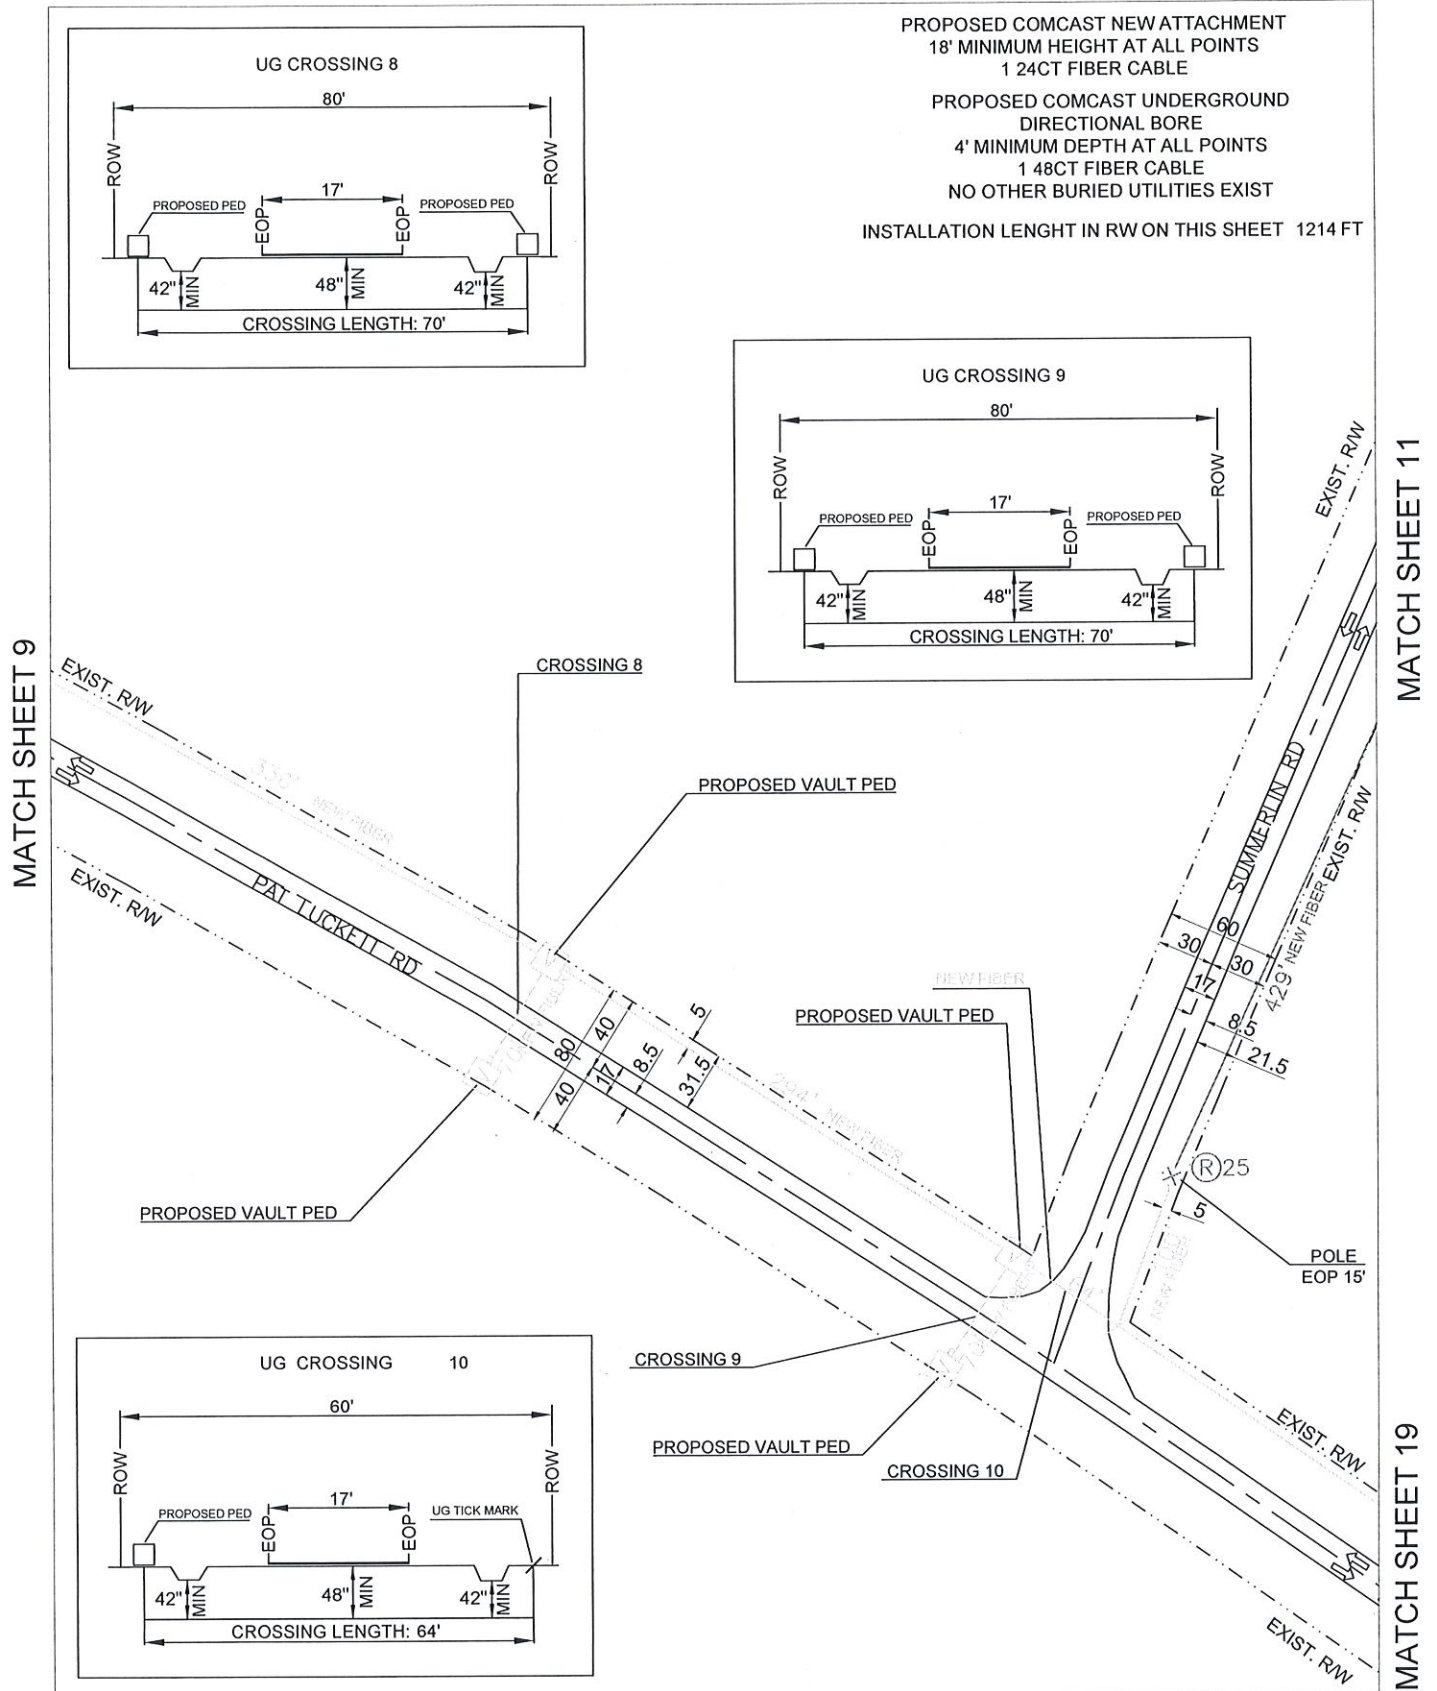 PROPOSED COMCAST NEW ATTACHMENT
18' MINIMUM HEIGHT AT ALL POINTS
1 24CT FIBER CABLE
PROPOSED COMCAST UNDERGROUND
DIRECTIONAL BORE
4' MINIMUM DEPTH AT ALL POINTS
1 48CT FIBER CABLE
NO OTHER BURIED UTILITIES EXIST
INSTALLATION LENGHT IN RW ON THIS SHEET 1214 FT
UG CROSSING 8
80'
ROW
ROW
PROPOSED PED
17'
PROPOSED PED
EOP
EOP
42" MIN
48" MIN
42" MIN
CROSSING LENGTH: 70'
UG CROSSING 9
80'
ROW
ROW
PROPOSED PED
17'
PROPOSED PED
EOP
EOP
42" MIN
48" MIN
42" MIN
CROSSING LENGTH: 70'
MATCH SHEET 9
MATCH SHEET 11
EXIST. R/W
EXIST. R/W
CROSSING 8
PROPOSED VAULT PED
336'
NEW FIBER
EXIST. R/W
PAT TUCKETT RD
SUMMERLIN RD
EXIST. R/W
429' NEW FIBER
60
30
30
17
8.5
21.5
NEW FIBER
PROPOSED VAULT PED
V
V
80
40
40
17
8.5
5
31.5
294' NEW FIBER
R 25
5
POLE
EOP 15'
PROPOSED VAULT PED
NEW FIBER
V
V
CROSSING 9
PROPOSED VAULT PED
CROSSING 10
EXIST. R/W
EXIST. R/W
MATCH SHEET 19
UG CROSSING 10
60'
ROW
ROW
PROPOSED PED
17'
UG TICK MARK
EOP
EOP
42" MIN
48" MIN
42" MIN
CROSSING LENGTH: 64'